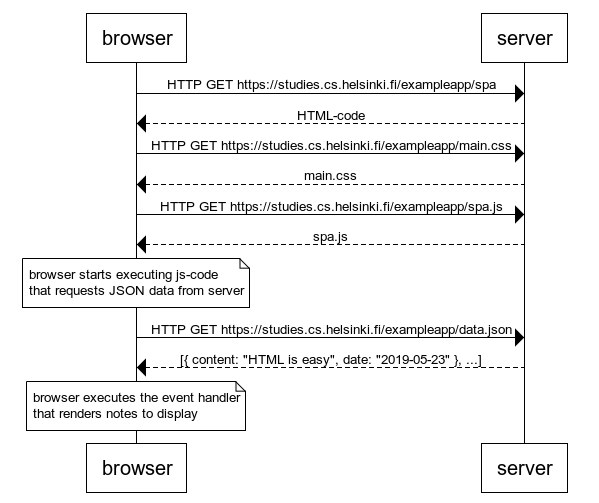 browser
server
HTTP GET https://studies.cs.helsinki.fi/exampleapp/spa
HTML-code
HTTP GET https://studies.cs.helsinki.fi/exampleapp/main.css
main.css
HTTP GET https://studies.cs.helsinki.fi/exampleapp/spa.js
spa.js
browser starts executing js-code
that requests JSON data from server
HTTP GET https://studies.cs.helsinki.fi/exampleapp/data.json
[{ content: "HTML is easy", date: "2019-05-23" }, ...]
browser executes the event handler
that renders notes to display
browser
server